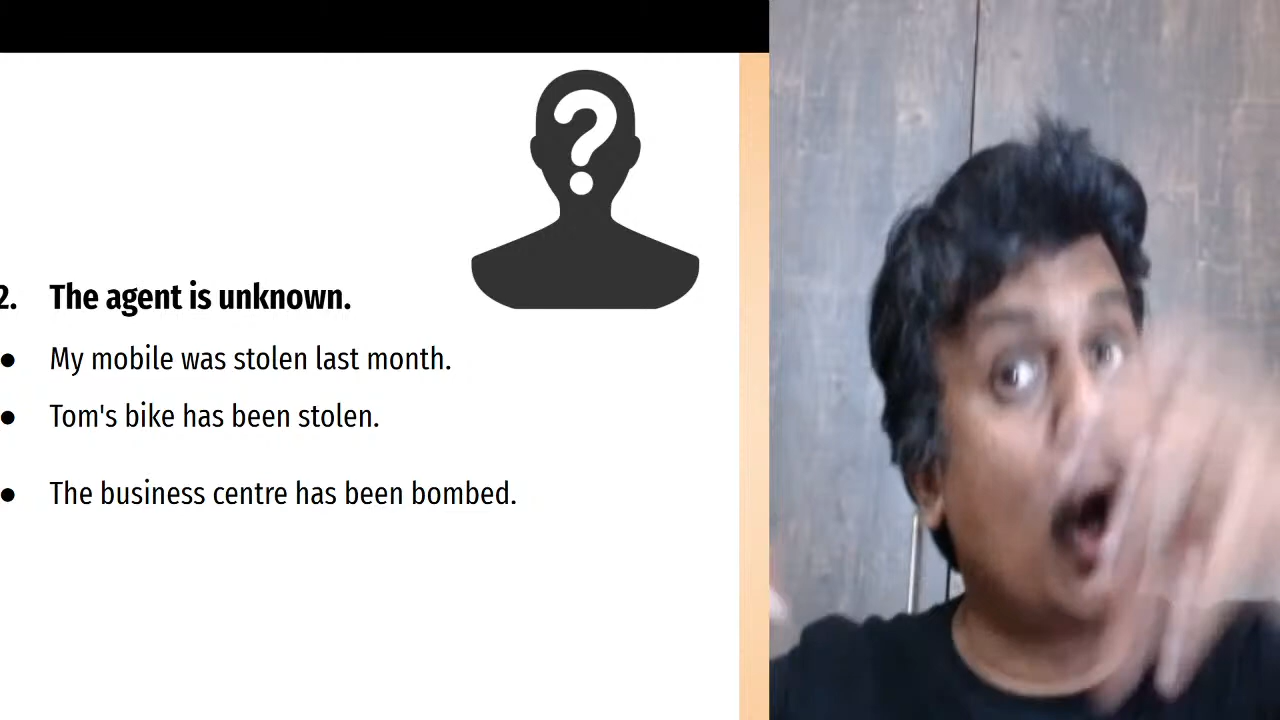 2. The agent is unknown.
● My mobile was stolen last month.
● Tom's bike has been stolen.
● The business centre has been bombed.